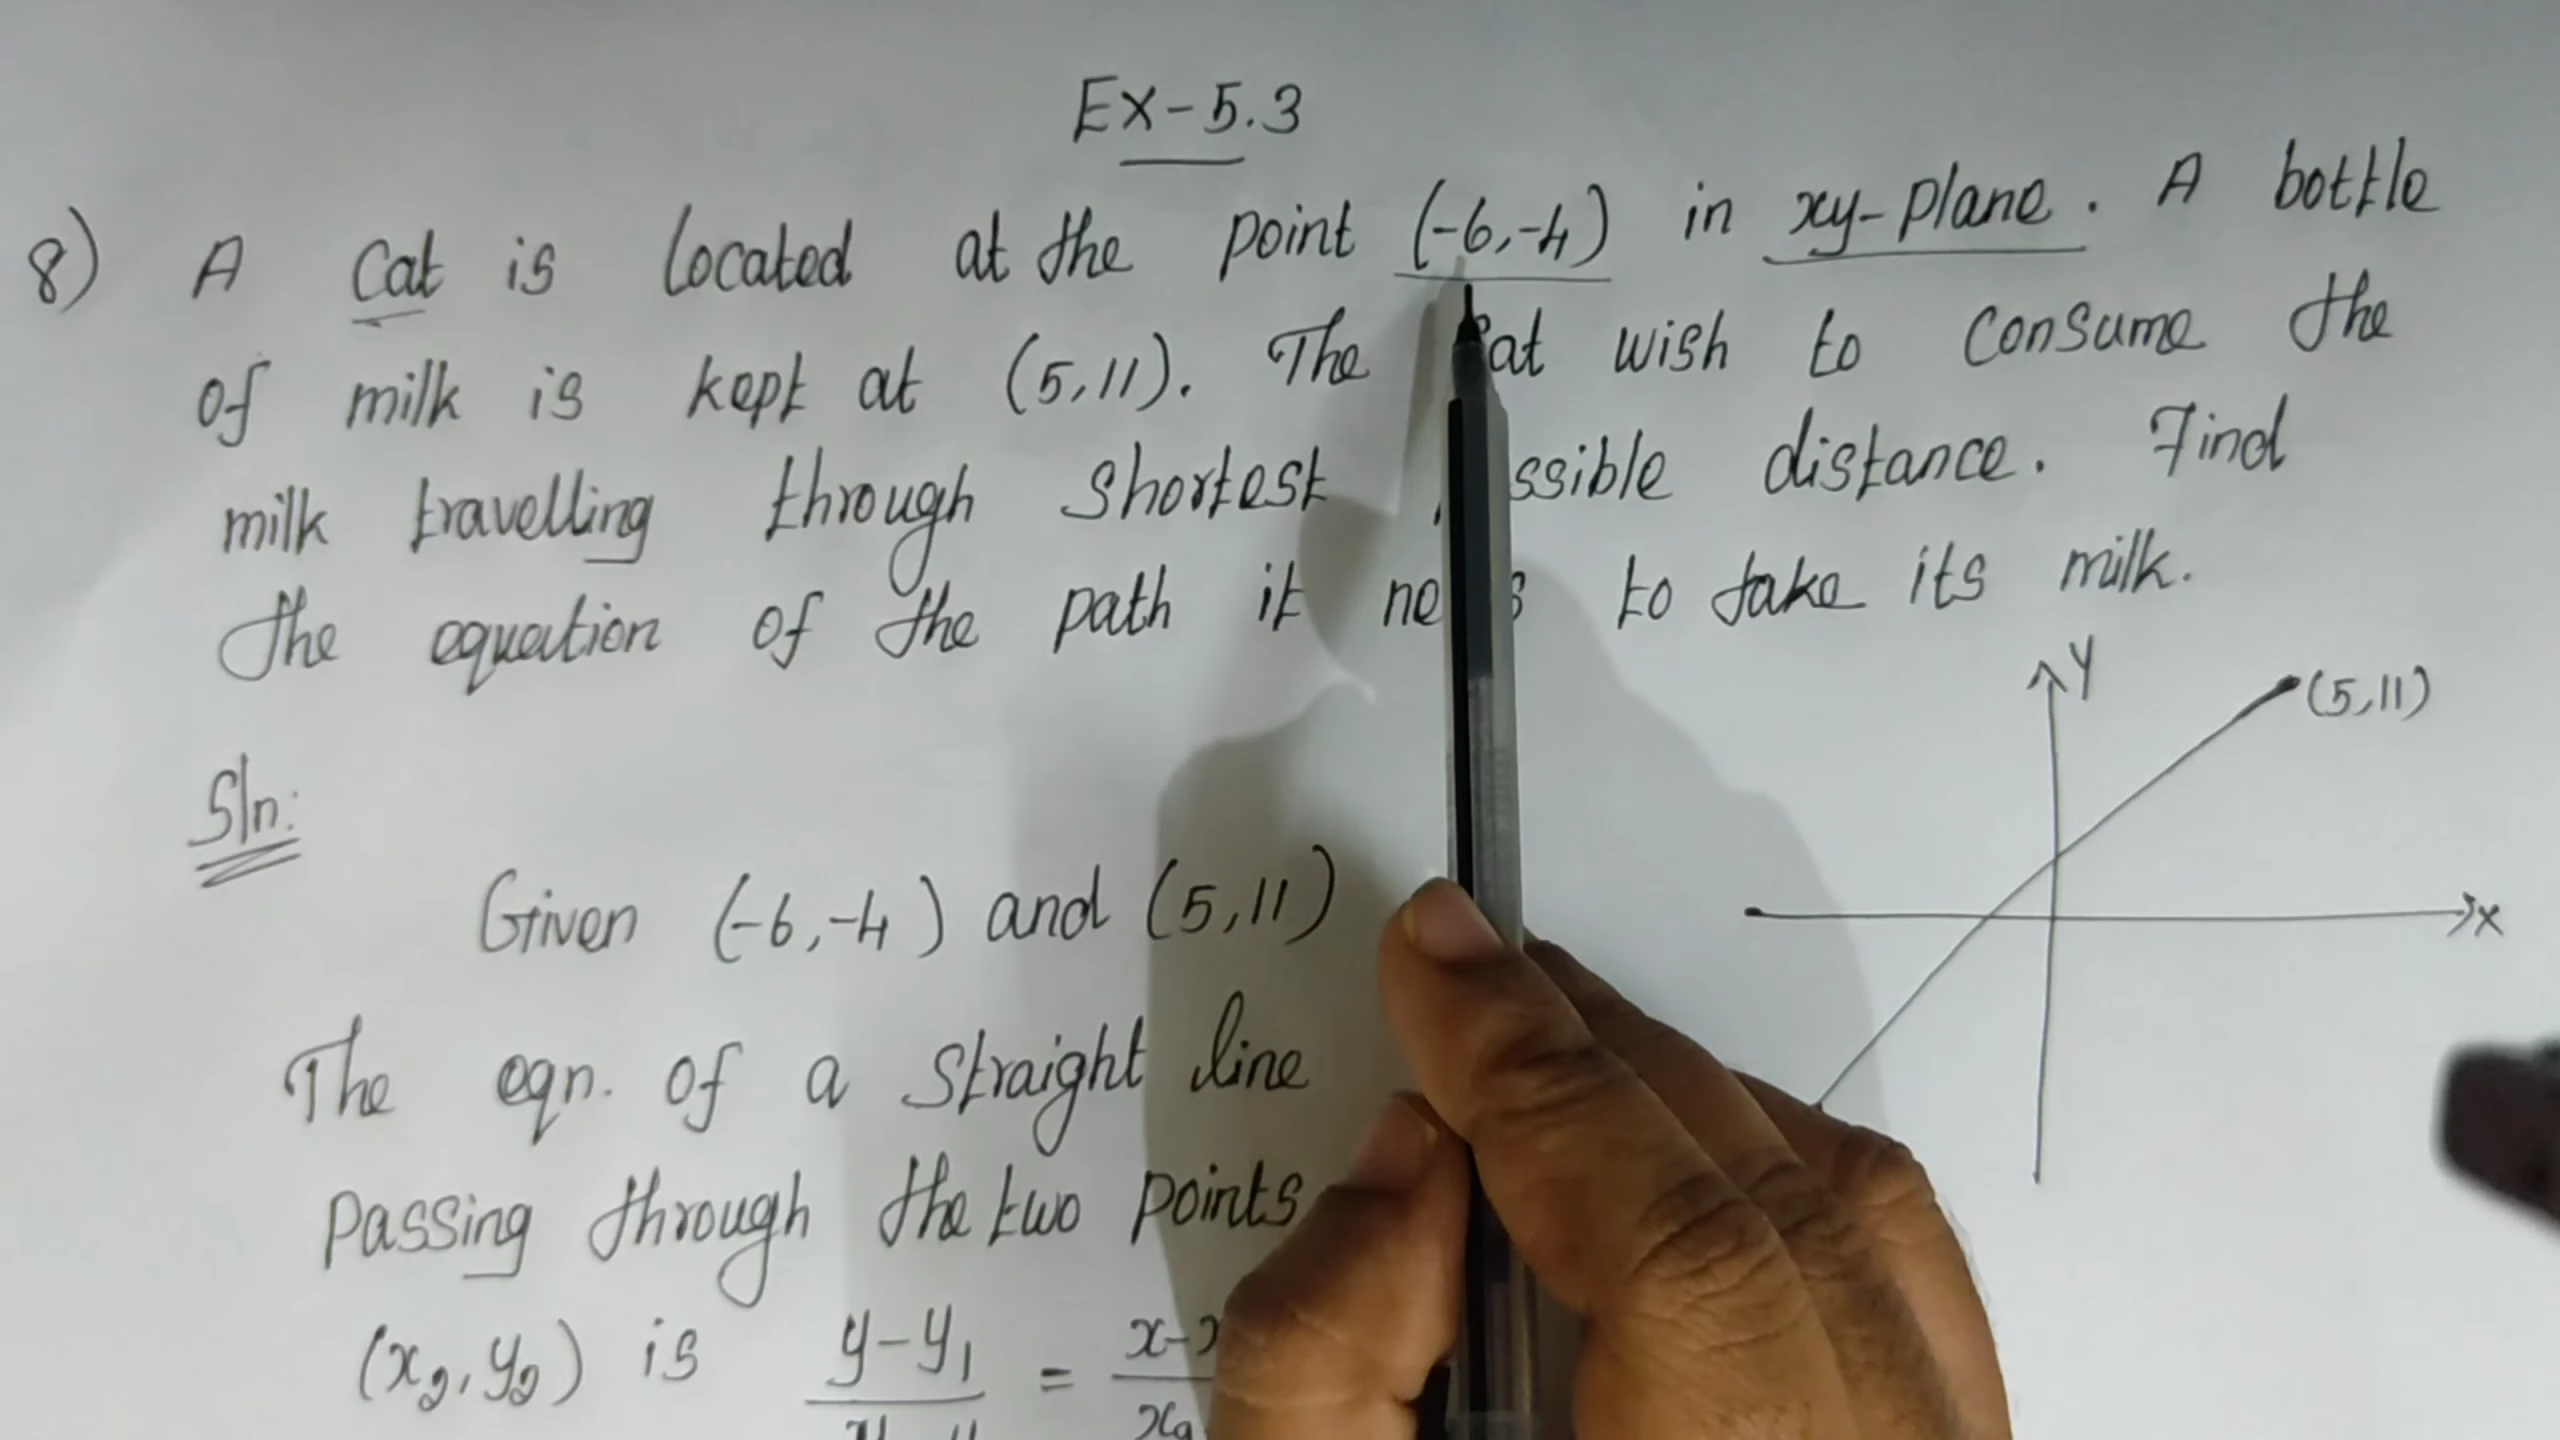 Ex-5.3
8) A Cat is located at the point (-6,-4) in xy-plane. A bottle
of milk is kept at (5,11). The cat wish to consume the
milk travelling through shortest distance. Find
the equation of the path it to take its milk.
Y
(5,11)
Sln:
Given (-6,-4) and (5,11)
X
The eqn. of a straight line
passing through the two points
(x₂,y₂) is y-y₁ = x-